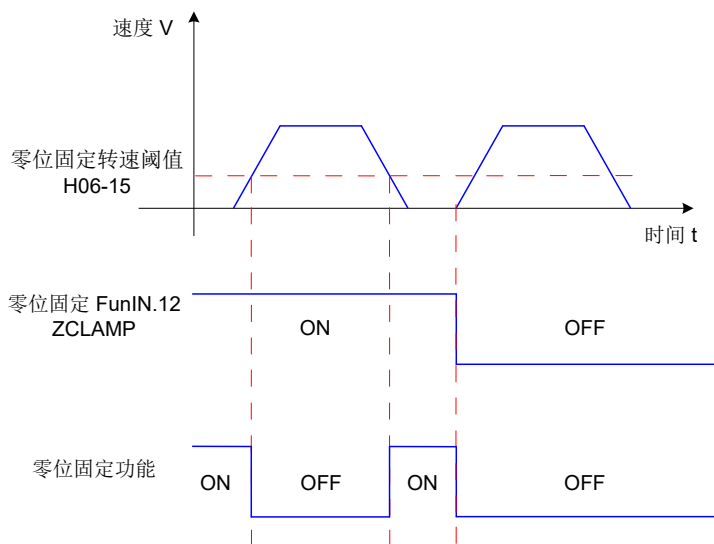 速度 V
零位固定转速阈值
H06-15
时间 t
零位固定 FunIN.12
ZCLAMP
ON
OFF
零位固定功能
ON
OFF
ON
OFF